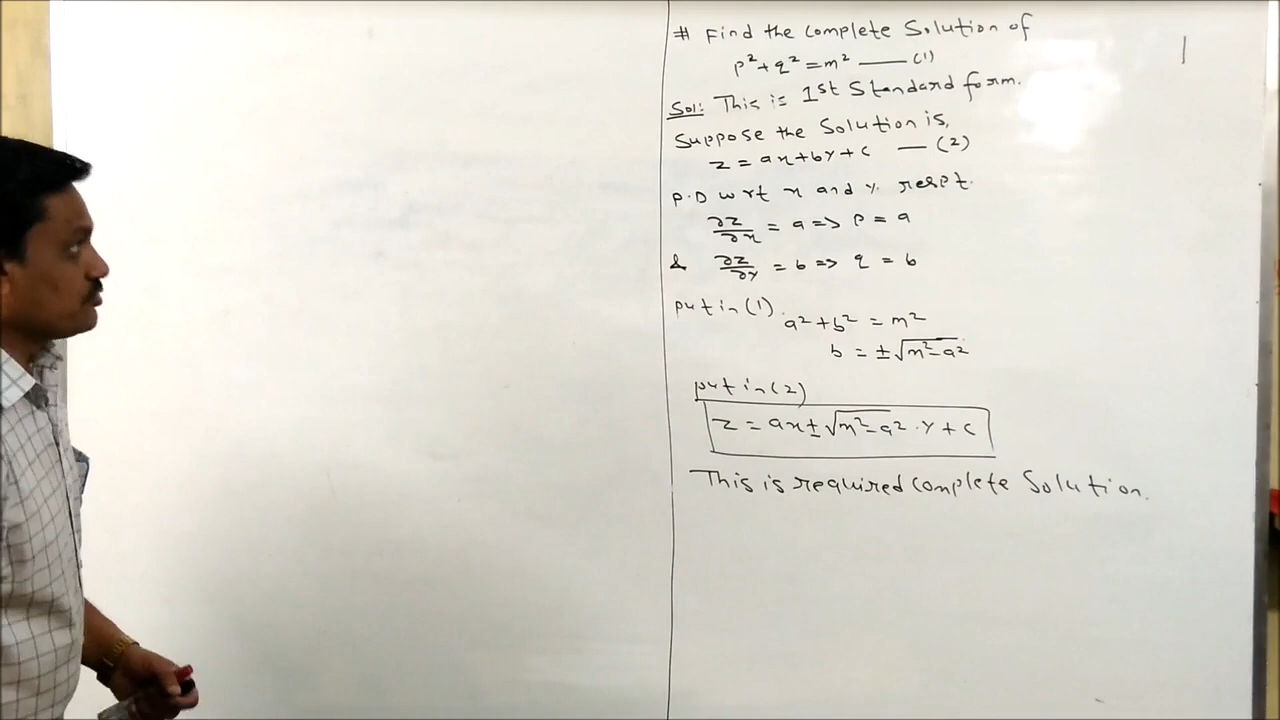 # Find the Complete Solution of
p² + q² = m² —— (1)
Sol: This is 1st Standard form.
Suppose the Solution is,
z = ax + by + c — (2)
P.D w rt x and y. respt.
∂z/∂x = a => p = a
& ∂z/∂y = b => q = b
put in (1).
a² + b² = m²
b = ±√m²-a²
put in (2)
z = ax ± √m²-a² · y + c
This is required complete Solution.